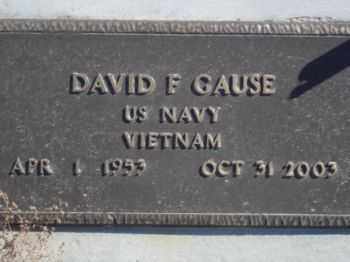 DAVID F GAUSE
US NAVY
VIETNAM
APR 1 1953 OCT 31 2003